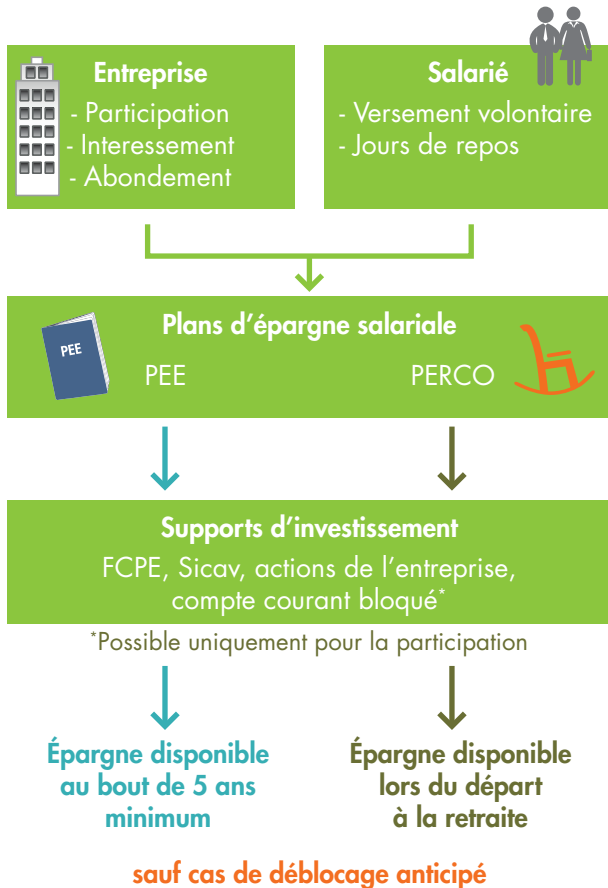 Entreprise
- Participation
- Interessement
- Abondement
Salarié
- Versement volontaire
- Jours de repos
Plans d’épargne salariale
PEE
PEE
PERCO
Supports d’investissement
FCPE, Sicav, actions de l’entreprise,
compte courant bloqué*
*Possible uniquement pour la participation
Épargne disponible
au bout de 5 ans
minimum
Épargne disponible
lors du départ
à la retraite
sauf cas de déblocage anticipé